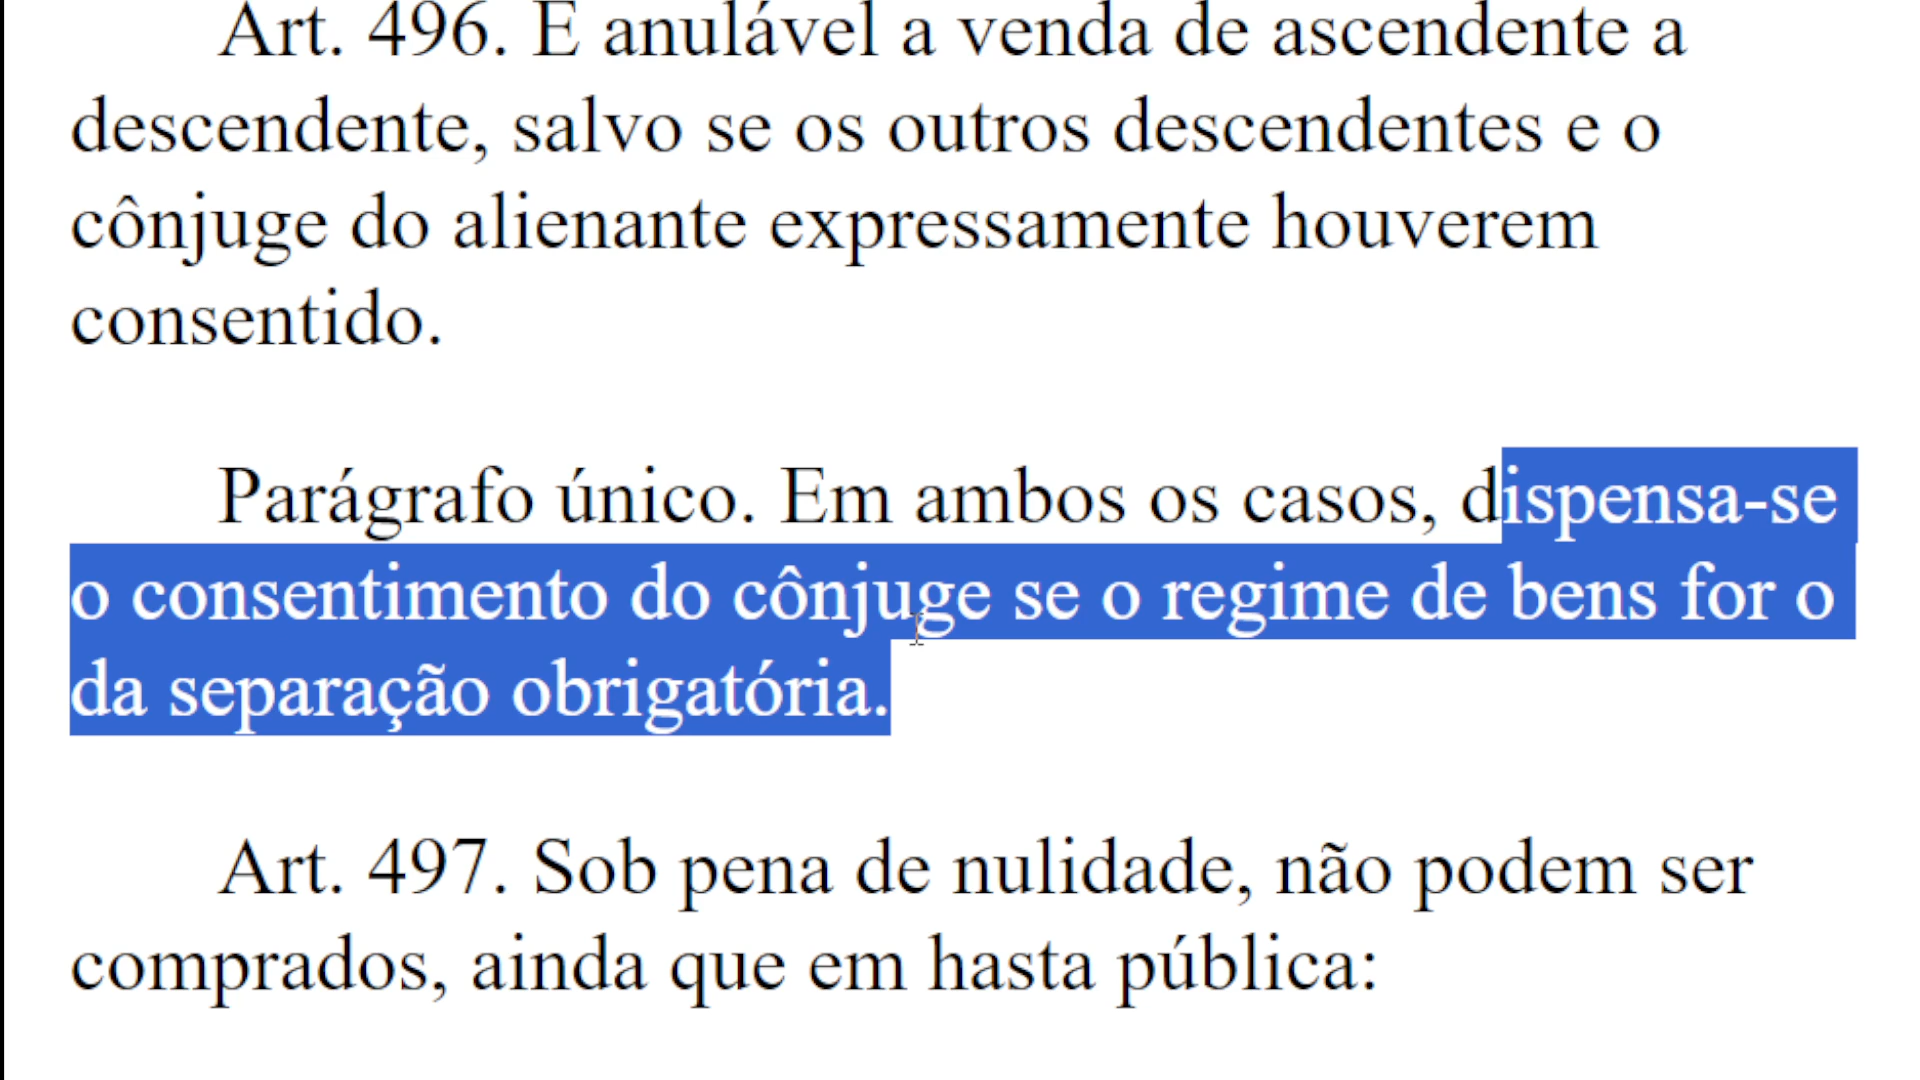 Art. 496. É anulável a venda de ascendente a
descendente, salvo se os outros descendentes e o
cônjuge do alienante expressamente houverem
consentido.
Parágrafo único. Em ambos os casos, dispensa-se
o consentimento do cônjuge se o regime de bens for o
da separação obrigatória.
Art. 497. Sob pena de nulidade, não podem ser
comprados, ainda que em hasta pública: